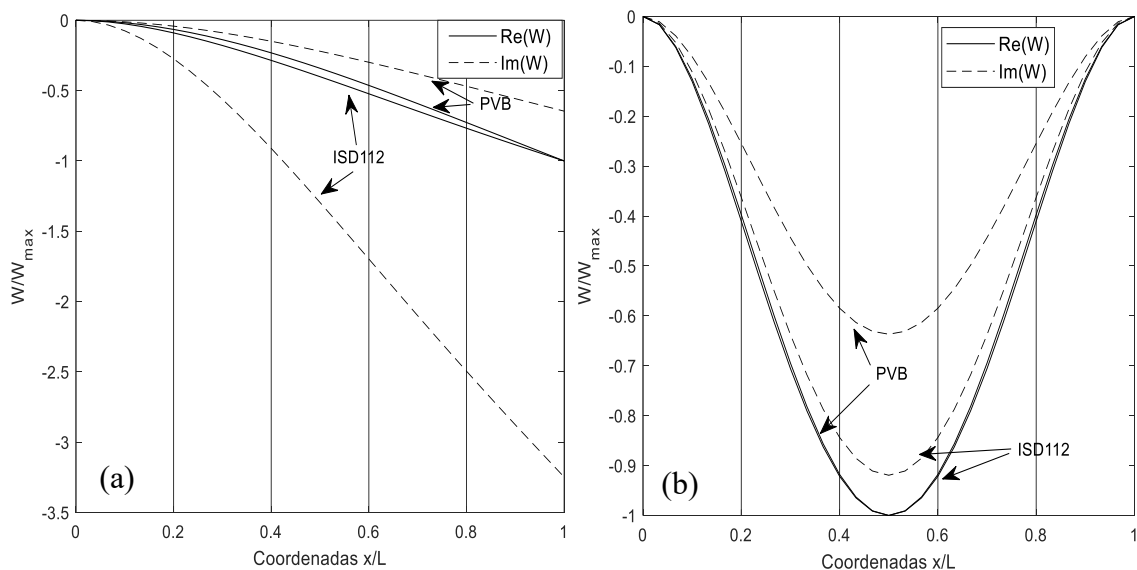 0
-0.5
-1
-1.5
-2
-2.5
-3
-3.5
W/W_max
Re(W)
Im(W)
PVB
ISD112
(a)
0 0.2 0.4 0.6 0.8 1
Coordenadas x/L
0
-0.1
-0.2
-0.3
-0.4
-0.5
-0.6
-0.7
-0.8
-0.9
-1
W/W_max
Re(W)
Im(W)
PVB
ISD112
(b)
0 0.2 0.4 0.6 0.8 1
Coordenadas x/L